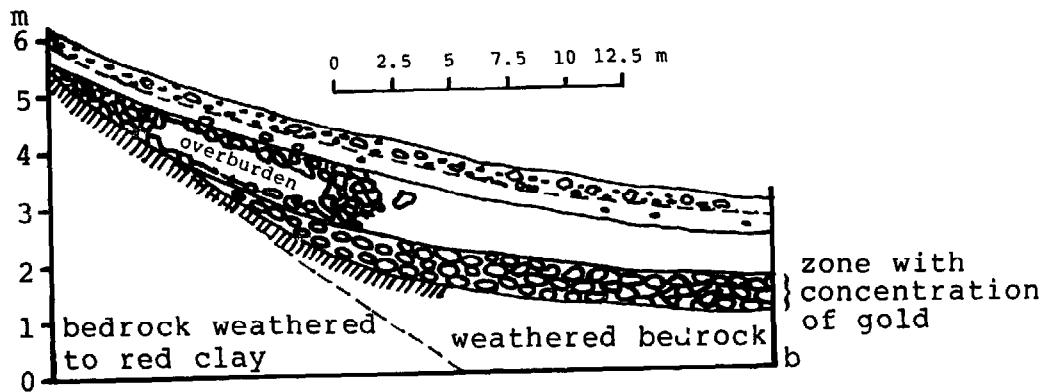 m
6
5
4
3
2
1
0
0 2.5 5 7.5 10 12.5 m
overburden
zone with
concentration
of gold
bedrock weathered
to red clay
weathered bedrock
b